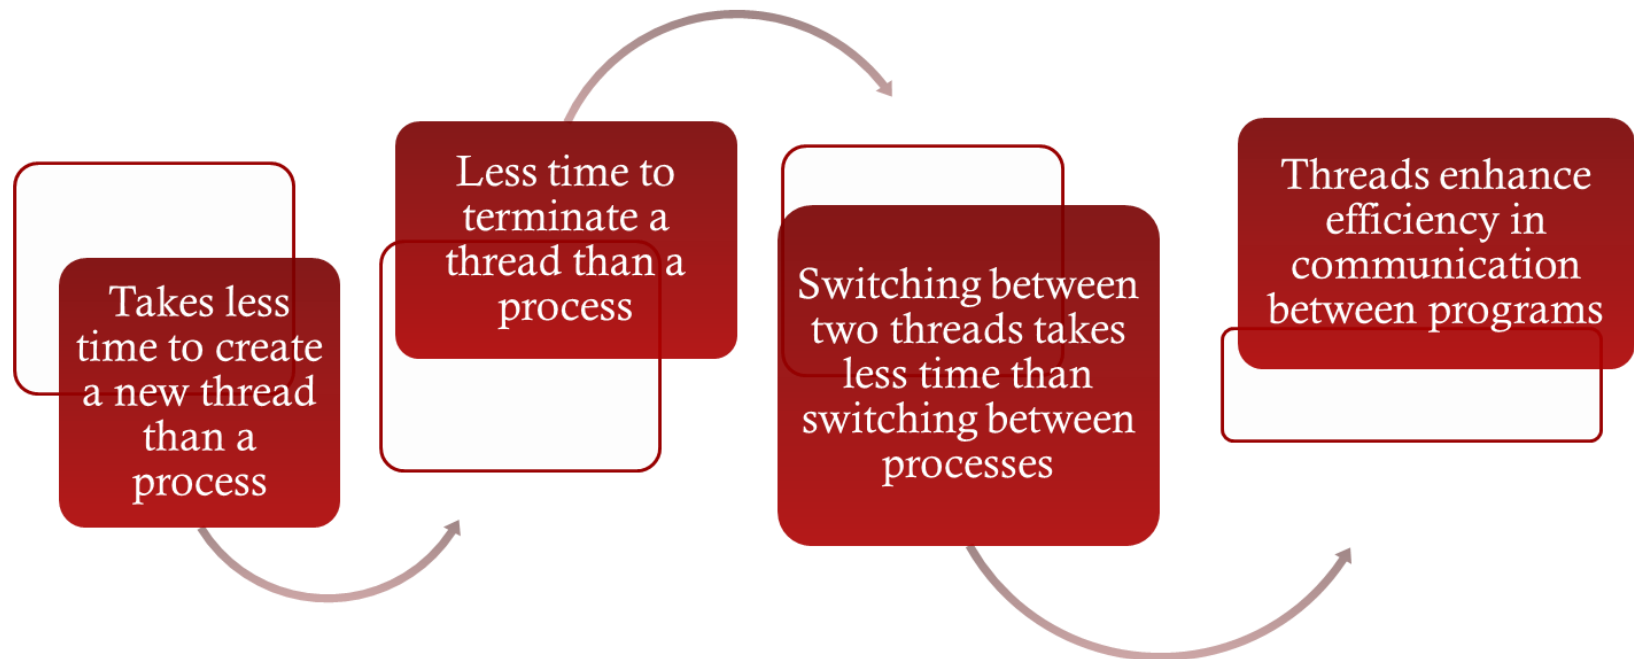 Takes less
time to create
a new thread
than a
process
Less time to
terminate a
thread than a
process
Switching between
two threads takes
less time than
switching between
processes
Threads enhance
efficiency in
communication
between programs